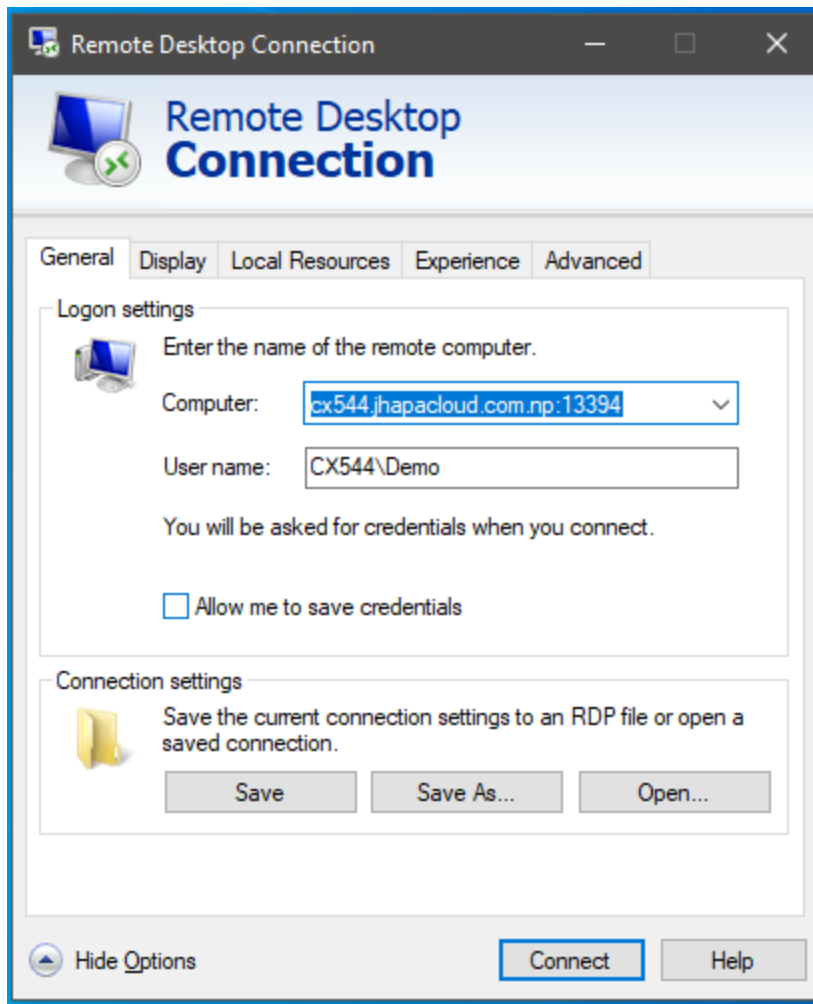 Remote Desktop Connection
Remote Desktop
Connection
General Display Local Resources Experience Advanced
Logon settings
Enter the name of the remote computer.
Computer: cx544.jhapacloud.com.np:13394
User name: CX544\Demo
You will be asked for credentials when you connect.
Allow me to save credentials
Connection settings
Save the current connection settings to an RDP file or open a
saved connection.
Save Save As... Open...
Hide Options Connect Help